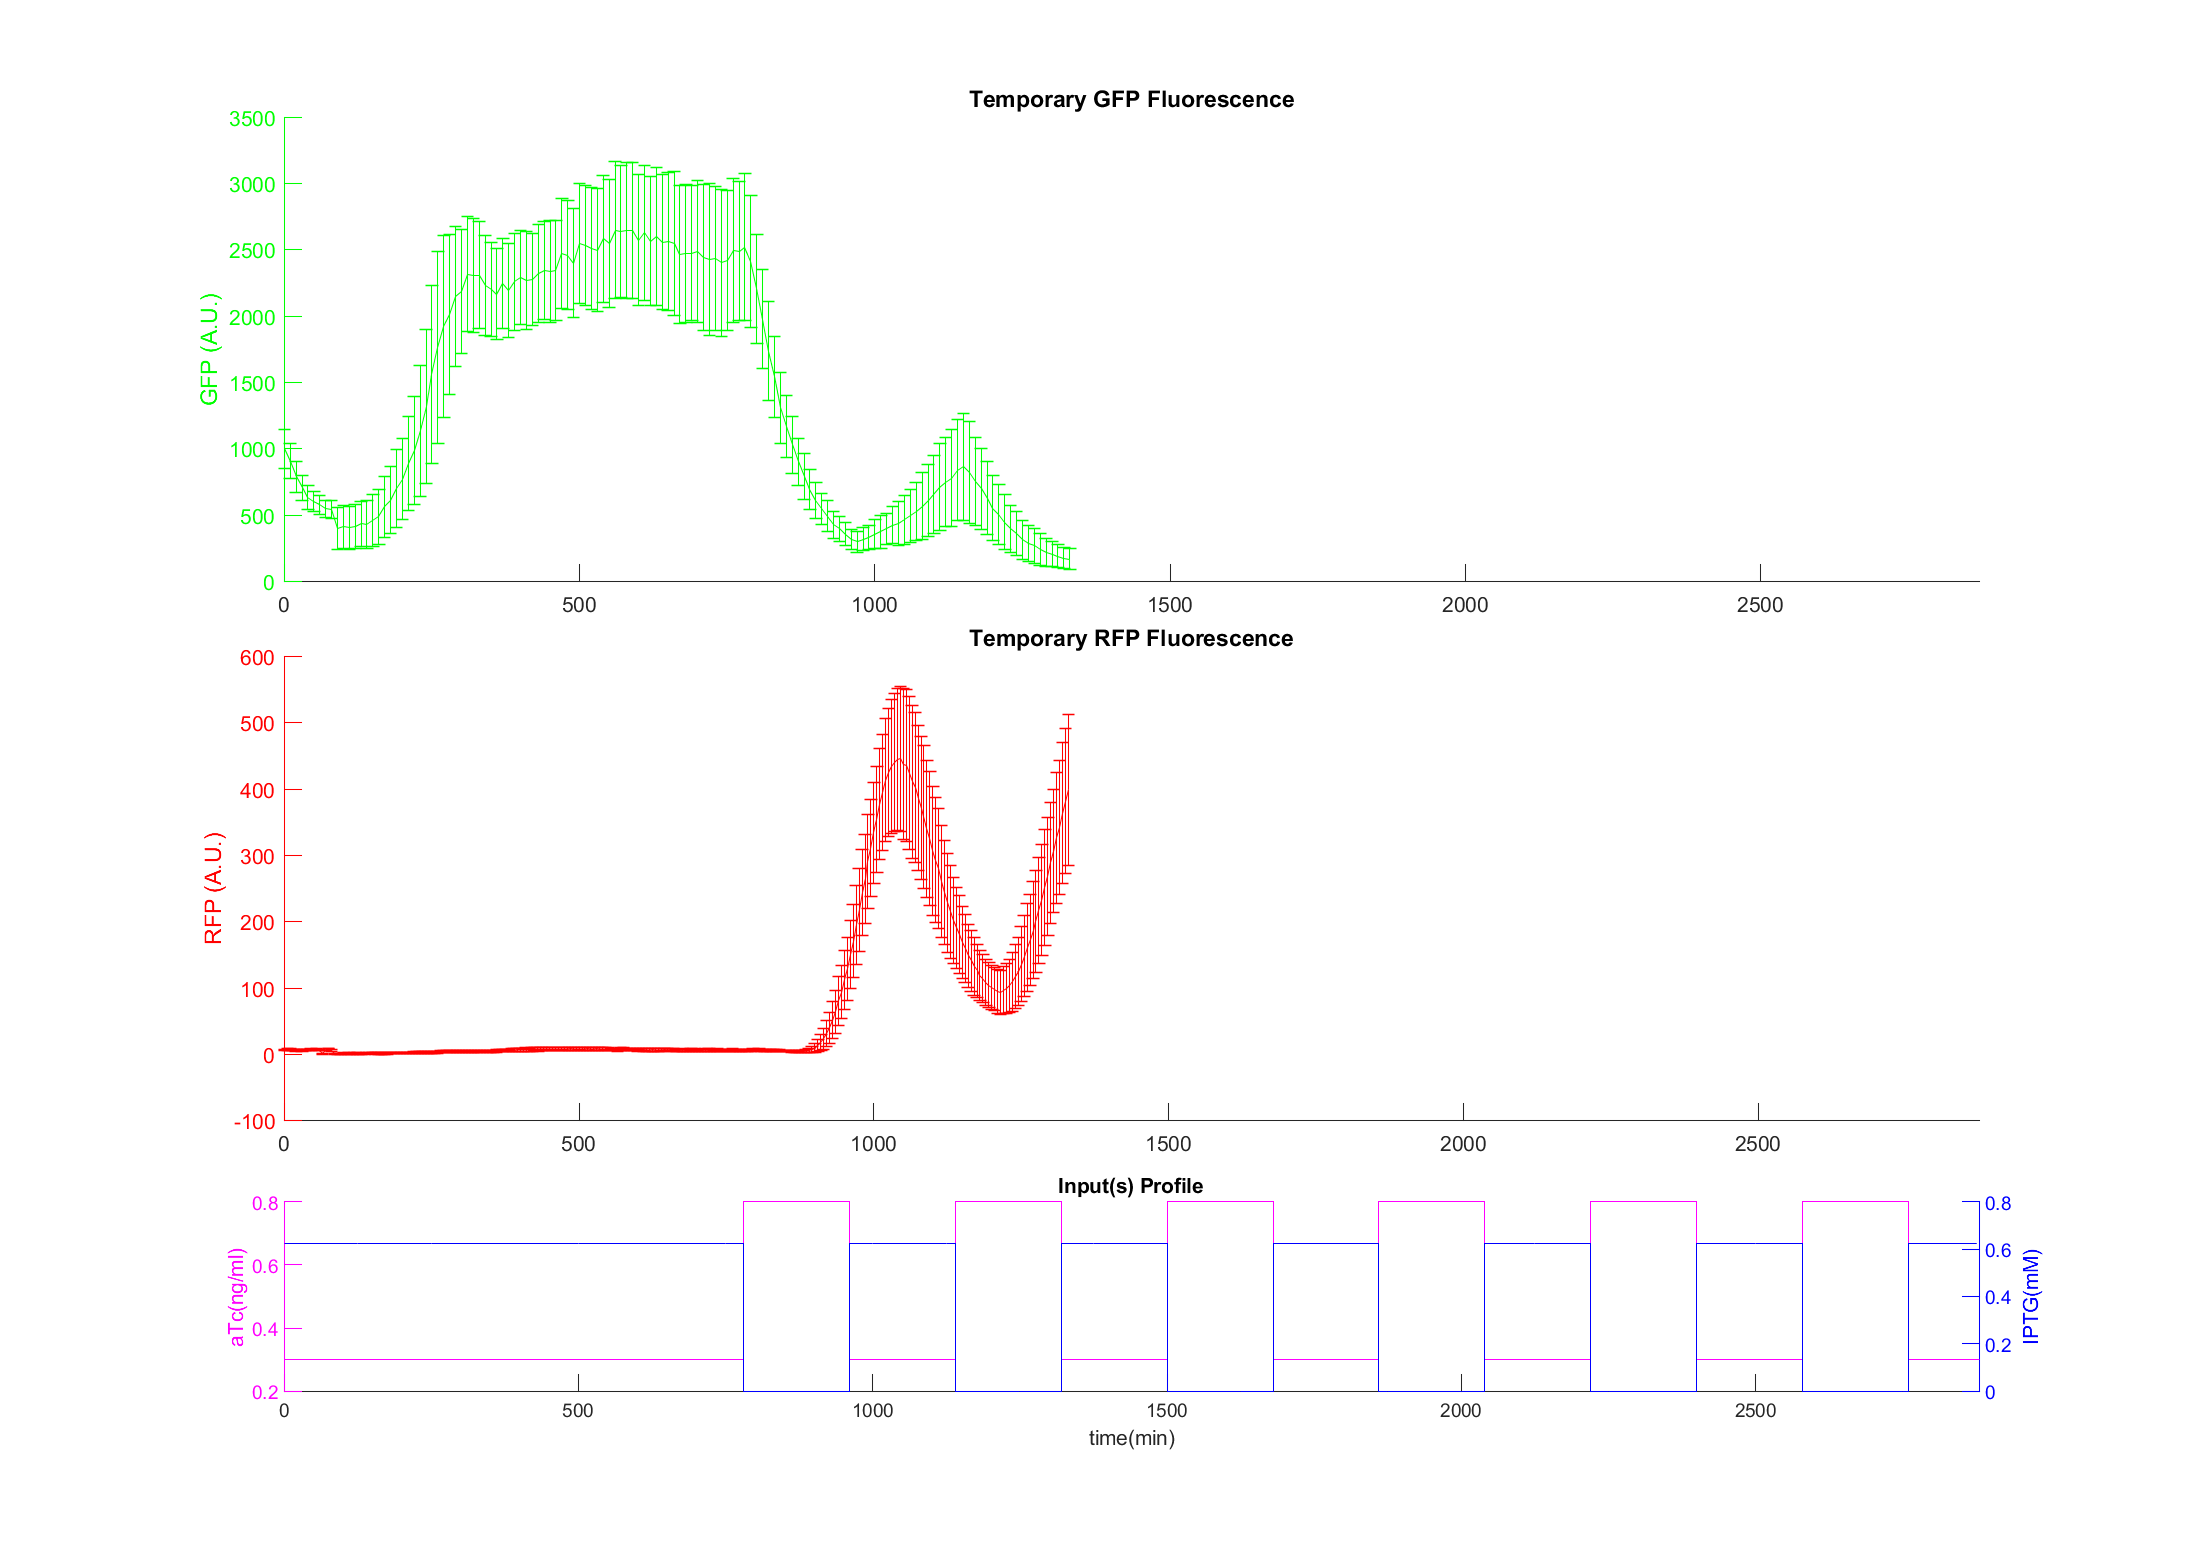 Temporary GFP Fluorescence
3500
3000
2500
2000
1500
1000
500
0
GFP (A.U.)
0 500 1000 1500 2000 2500
Temporary RFP Fluorescence
600
500
400
300
200
100
0
-100
RFP (A.U.)
0 500 1000 1500 2000 2500
Input(s) Profile
0.8
0.6
0.4
0.2
aTc(ng/ml)
0.8
0.6
0.4
0.2
0
IPTG(mM)
0 500 1000 1500 2000 2500
time(min)